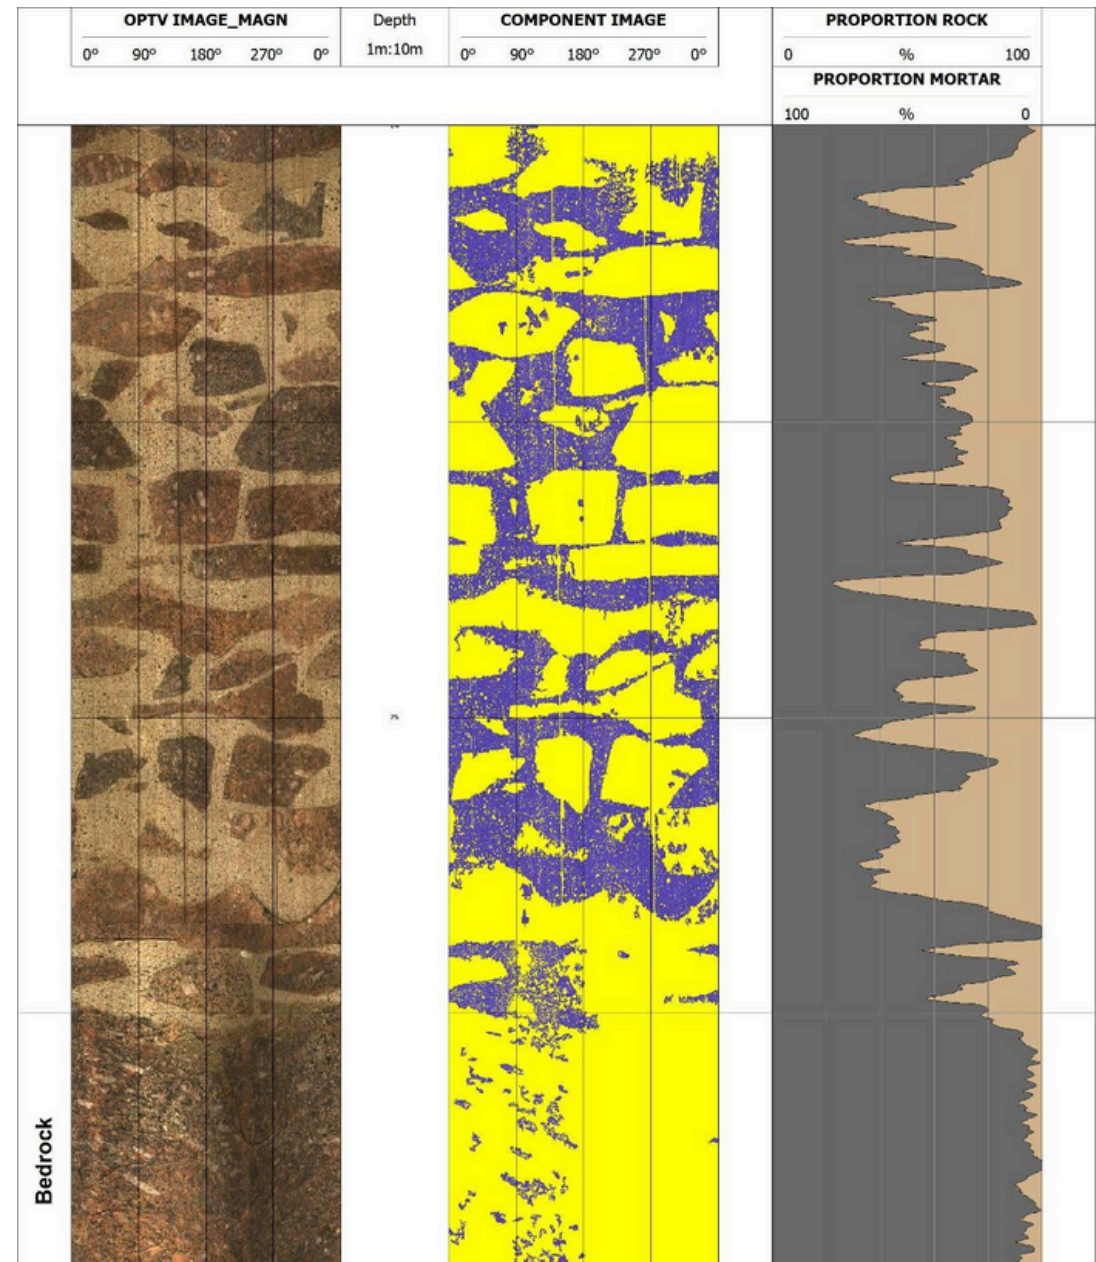 OPTV IMAGE_MAGN
0° 90° 180° 270° 0°
Depth
1m:10m
COMPONENT IMAGE
0° 90° 180° 270° 0°
PROPORTION ROCK
0 % 100
PROPORTION MORTAR
100 % 0
25
Bedrock